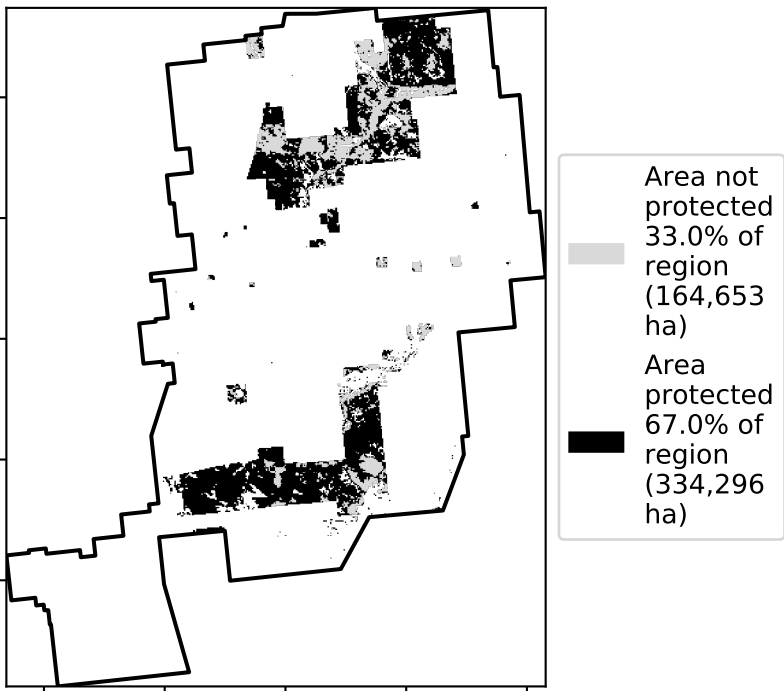 Area not
protected
33.0% of
region
(164,653
ha)
Area
protected
67.0% of
region
(334,296
ha)